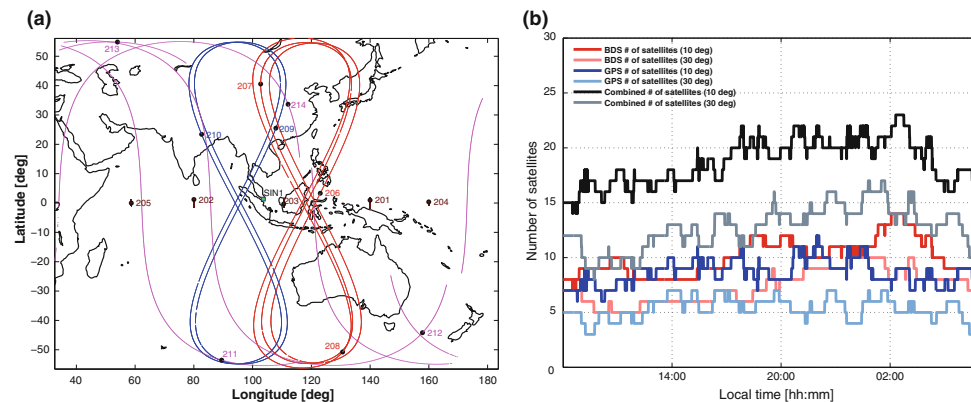 (a)
60
50
40
30
20
10
0
−10
−20
−30
−40
−50
Latitude [deg]
213
207
214
209
210
SIN1
206
205
202
203
201
204
212
208
211
40 60 80 100 120 140 160 180
Longitude [deg]
(b)
30
25
20
15
10
5
0
Number of satellites
BDS # of satellites (10 deg)
BDS # of satellites (30 deg)
GPS # of satellites (10 deg)
GPS # of satellites (30 deg)
Combined # of satellites (10 deg)
Combined # of satellites (30 deg)
14:00 20:00 02:00
Local time [hh:mm]